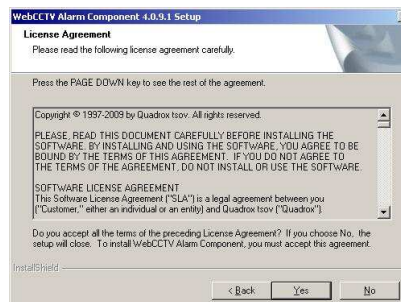 WebCCTV Alarm Component 4.0.9.1 Setup
License Agreement
Please read the following license agreement carefully.
Press the PAGE DOWN key to see the rest of the agreement.
Copyright © 1997-2009 by Quadrox tsov. All rights reserved.
PLEASE, READ THIS DOCUMENT CAREFULLY BEFORE INSTALLING THE
SOFTWARE. BY INSTALLING AND USING THE SOFTWARE, YOU AGREE TO BE
BOUND BY THE TERMS OF THIS AGREEMENT. IF YOU DO NOT AGREE TO
THE TERMS OF THE AGREEMENT, DO NOT INSTALL OR USE THE SOFTWARE.
SOFTWARE LICENSE AGREEMENT
This Software License Agreement ("SLA") is a legal agreement between you
("Customer," either an individual or an entity) and Quadrox tsov ("Quadrox").
Do you accept all the terms of the preceding License Agreement? If you choose No, the
setup will close. To install WebCCTV Alarm Component, you must accept this agreement.
InstallShield
< Back Yes No